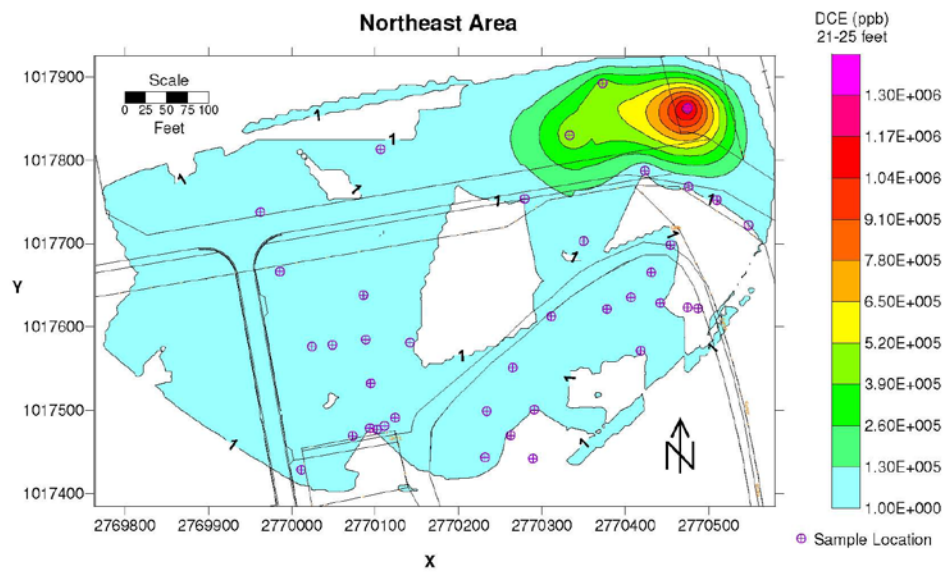 Northeast Area
DCE (ppb)
21-25 feet
Scale
0 25 50 75 100
Feet
1017900
1017800
1017700
1017600
1017500
1017400
Y
2769800 2769900 2770000 2770100 2770200 2770300 2770400 2770500
X
1
1
1
1
1
1
1
1
1
1
1
1
1
N
1.30E+006
1.17E+006
1.04E+006
9.10E+005
7.80E+005
6.50E+005
5.20E+005
3.90E+005
2.60E+005
1.30E+005
1.00E+000
Sample Location